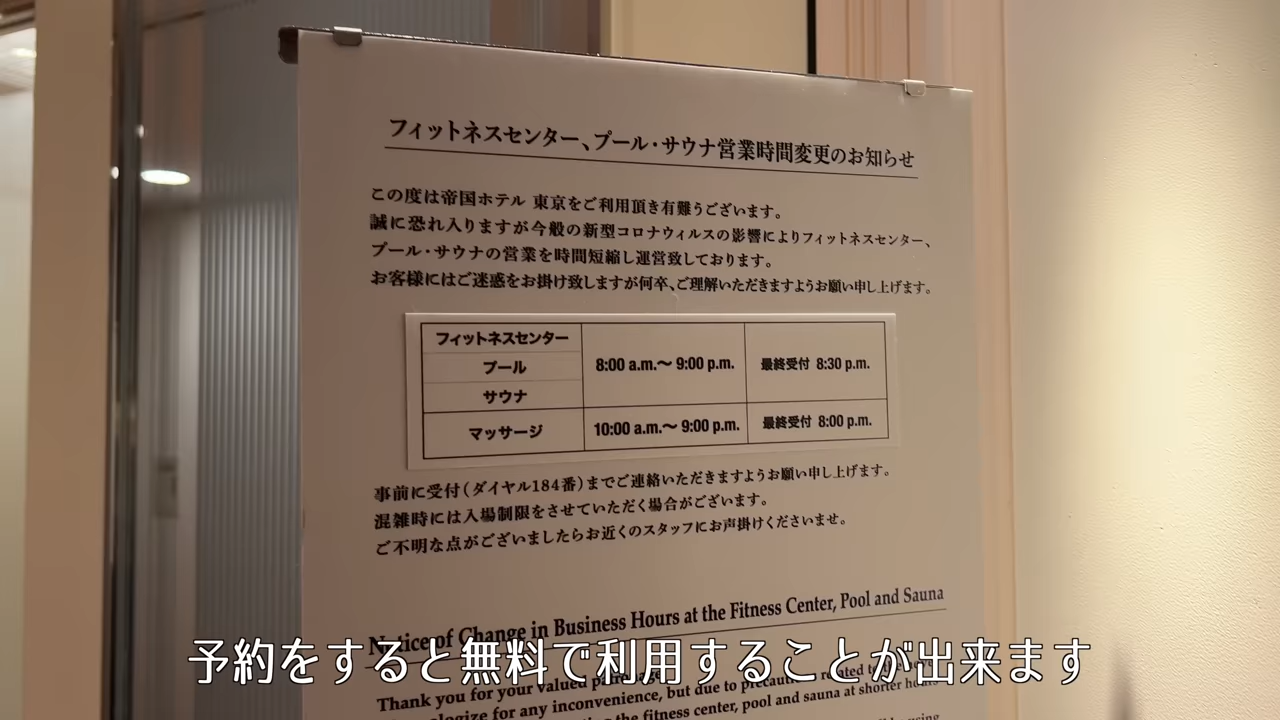 フィットネスセンター、プール・サウナ営業時間変更のお知らせ
この度は帝国ホテル 東京をご利用頂き有難うございます。
誠に恐れ入りますが今般の新型コロナウィルスの影響によりフィットネスセンター、
プール・サウナの営業を時間短縮し運営致しております。
お客様にはご迷惑をお掛け致しますが何卒、ご理解いただきますようお願い申し上げます。
フィットネスセンター
プール 8:00 a.m.〜 9:00 p.m. 最終受付 8:30 p.m.
サウナ
マッサージ 10:00 a.m.〜 9:00 p.m. 最終受付 8:00 p.m.
事前に受付(ダイヤル184番)までご連絡いただきますようお願い申し上げます。
混雑時には入場制限をさせていただく場合がございます。
ご不明な点がございましたらお近くのスタッフにお声掛けくださいませ。
Notice of Change in Business Hours at the Fitness Center, Pool and Sauna
予約をすると無料で利用することが出来ます
Thank you for your valued
for any inconvenience, but due to related to
the fitness center, pool and sauna at shorter